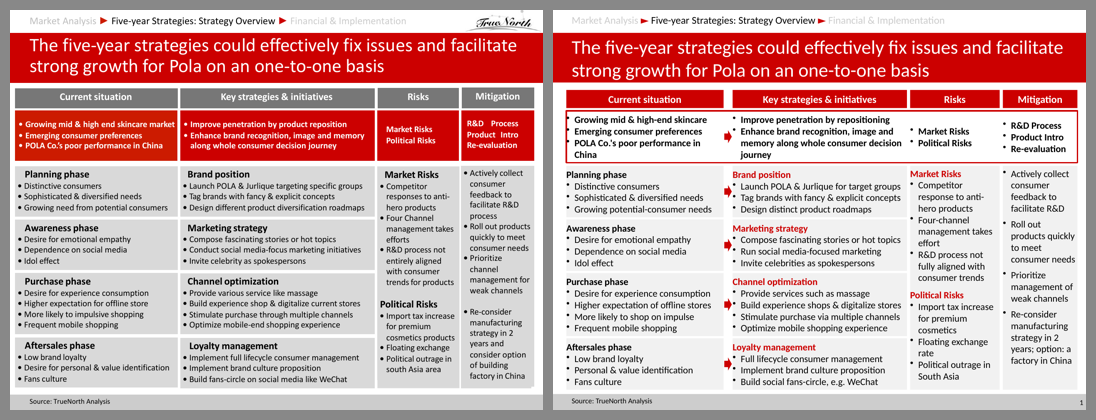 Market Analysis ► Five-year Strategies: Strategy Overview ► Financial & Implementation
TrueNorth
The five-year strategies could effectively fix issues and facilitate
strong growth for Pola on an one-to-one basis
Current situation
• Growing mid & high end skincare market
• Emerging consumer preferences
• POLA Co.'s poor performance in
China
Planning phase
• Distinctive consumers
• Sophisticated & diversified needs
• Growing need from potential consumers
Awareness phase
• Desire for emotional empathy
• Dependence on social media
• Idol effect
Purchase phase
• Desire for experience consumption
• Higher expectation for offline store
• More likely to impulsive shopping
• Frequent mobile shopping
Aftersales phase
• Low brand loyalty
• Desire for personal & value identification
• Fans culture
Key strategies & initiatives
• Improve penetration by product reposition
• Enhance brand recognition, image and memory
along whole consumer decision journey
Brand position
• Launch POLA & Jurlique targeting specific groups
• Tag brands with fancy & explicit concepts
• Design different product diversification roadmaps
Marketing strategy
• Compose fascinating stories or hot topics
• Conduct social media-focus marketing initiatives
• Invite celebrity as spokespersons
Channel optimization
• Provide various service like massage
• Build experience shop & digitalize current stores
• Stimulate purchase through multiple channels
• Optimize mobile-end shopping experience
Loyalty management
• Implement full lifecycle consumer management
• Implement brand culture proposition
• Build fans-circle on social media like WeChat
Risks
Market Risks
Political Risks
Market Risks
• Competitor
responses to anti-
hero products
• Four Channel
management takes
efforts
• R&D process not
entirely aligned
with consumer
trends for products
Political Risks
• Import tax increase
for premium
cosmetics products
• Floating exchange
• Political outrage in
south Asia area
Mitigation
R&D Process
Product Intro
Re-evaluation
• Actively collect
consumer
feedback to
facilitate R&D
process
• Roll out products
quickly to meet
consumer needs
• Prioritize
channel
management for
weak channels
• Re-consider
manufacturing
strategy in 2
years and
consider option
of building
factory in China
Source: TrueNorth Analysis
Market Analysis ► Five-year Strategies: Strategy Overview ► Financial & Implementation
The five-year strategies could effectively fix issues and facilitate
strong growth for Pola on an one-to-one basis
Current situation
• Growing mid & high-end skincare
• Emerging consumer preferences
• POLA Co.'s poor performance in
China
Planning phase
• Distinctive consumers
• Sophisticated & diversified needs
• Growing potential-consumer needs
Awareness phase
• Desire for emotional empathy
• Dependence on social media
• Idol effect
Purchase phase
• Desire for experience consumption
• Higher expectation of offline stores
• More likely to shop on impulse
• Frequent mobile shopping
Aftersales phase
• Low brand loyalty
• Personal & value identification
• Fans culture
Key strategies & initiatives
• Improve penetration by repositioning
• Enhance brand recognition, image and
memory along whole consumer decision
journey
Brand position
• Launch POLA & Jurlique for target groups
• Tag brands with fancy & explicit concepts
• Design distinct product roadmaps
Marketing strategy
• Compose fascinating stories or hot topics
• Run social media-focused marketing
• Invite celebrities as spokespersons
Channel optimization
• Provide services such as massage
• Build experience shops & digitalize stores
• Stimulate purchase via multiple channels
• Optimize mobile shopping experience
Loyalty management
• Full lifecycle consumer management
• Implement brand culture proposition
• Build social fans-circle, e.g. WeChat
Risks
• Market Risks
• Political Risks
Market Risks
• Competitor
response to anti-
hero products
• Four-channel
management takes
effort
• R&D process not
fully aligned with
consumer trends
Political Risks
• Import tax increase
for premium
cosmetics
• Floating exchange
rate
• Political outrage in
South Asia
Mitigation
• R&D Process
• Product Intro
• Re-evaluation
• Actively collect
consumer
feedback to
facilitate R&D
• Roll out
products quickly
to meet
consumer needs
• Prioritize
management of
weak channels
• Re-consider
manufacturing
strategy in 2
years; option: a
factory in China
Source: TrueNorth Analysis
1